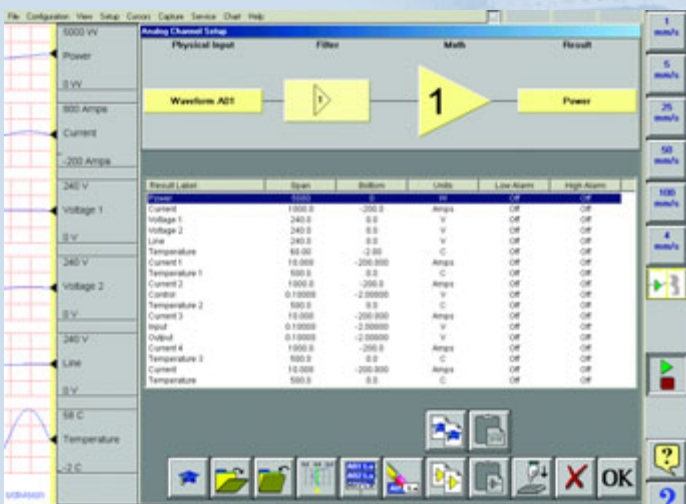 File Configuration View Setup Cursors Capture Service Chart Help
5000 W
Power
0 W
800 Amps
Current
-200 Amps
240 V
Voltage 1
0 V
240 V
Voltage 2
0 V
240 V
Line
0 V
58 C
Temperature
-2 C
Analog Channel Setup
Physical Input Filter Math Result
Waveform A01 1 1 Power
Result Label Span Bottom Units Low Alarm High Alarm
Power 5000 0 W Off Off
Current 1000.0 -200.0 Amps Off Off
Voltage 1 240.0 0.0 V Off Off
Voltage 2 240.0 0.0 V Off Off
Line 240.0 0.0 V Off Off
Temperature 60.00 -2.00 C Off Off
Current 1 10.000 -200.000 Amps Off Off
Temperature 1 500.0 0.0 C Off Off
Current 2 1000.0 -200.0 Amps Off Off
Control 0.10000 -2.00000 V Off Off
Temperature 2 500.0 0.0 C Off Off
Current 3 10.000 -200.000 Amps Off Off
Input 0.10000 -2.00000 V Off Off
Output 0.10000 -2.00000 V Off Off
Current 4 1000.0 -200.0 Amps Off Off
Temperature 3 500.0 0.0 C Off Off
Current 10.000 -200.000 Amps Off Off
Temperature 500.0 0.0 C Off Off
X OK
1 mm/s
5 mm/s
25 mm/s
50 mm/s
100 mm/s
4 mm/s
?
?